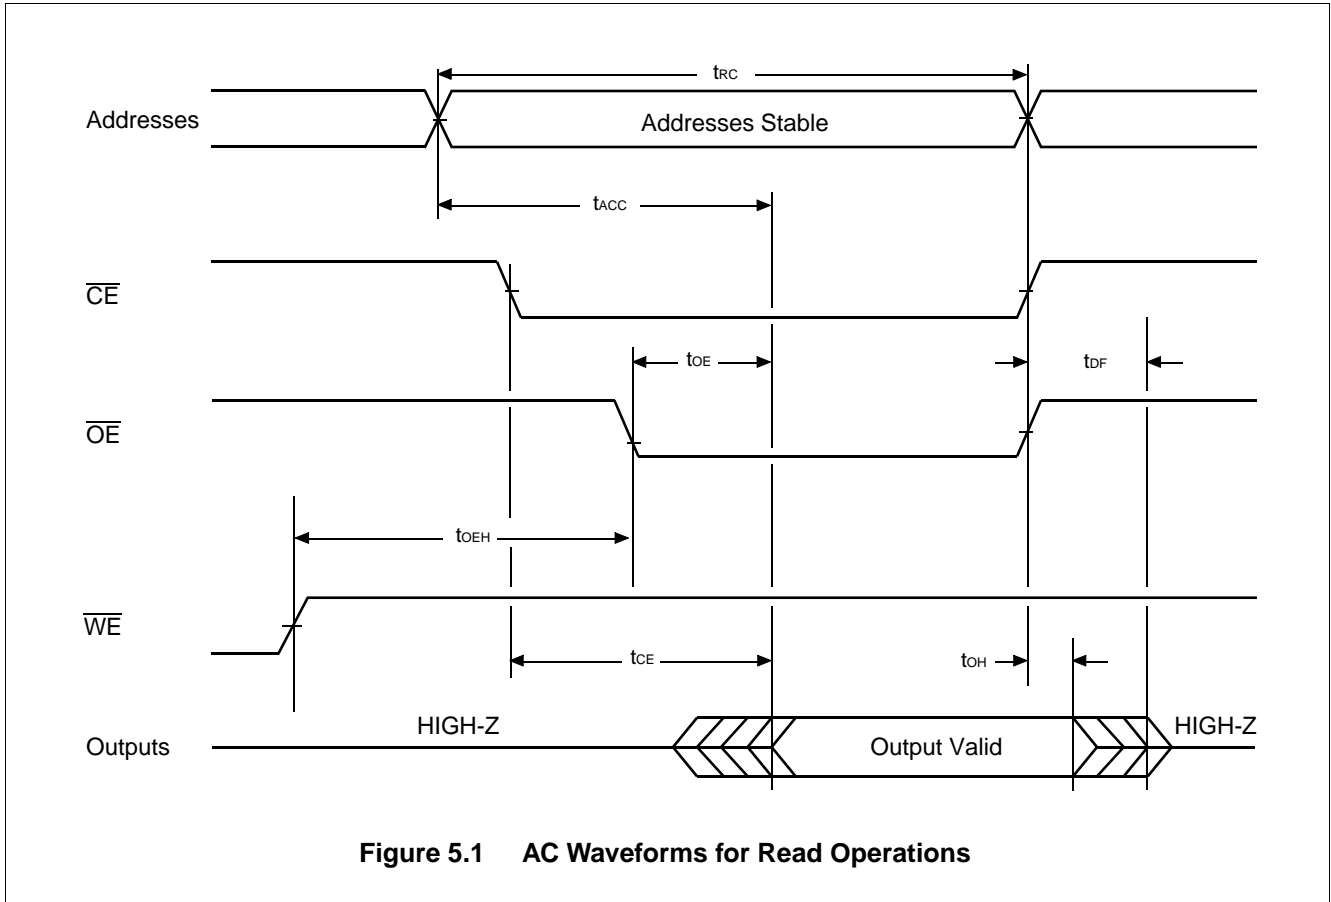 tRC
Addresses
Addresses Stable
tACC
CE
tOE
tDF
OE
tOEH
WE
tCE
tOH
HIGH-Z
HIGH-Z
Outputs
Output Valid
Figure 5.1 AC Waveforms for Read Operations